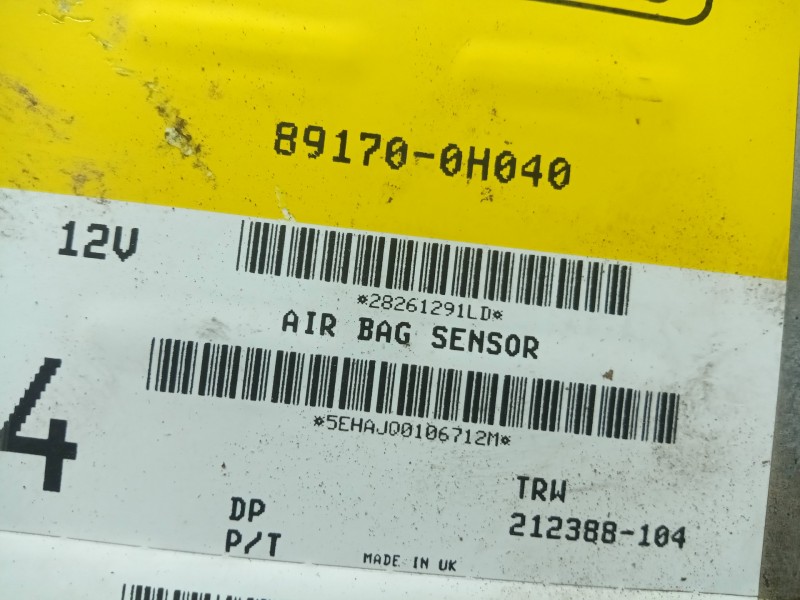 89170-0H040
12V
*28261291LD*
AIR BAG SENSOR
*5EHAJQ0106712M*
4
TRW
DP
212388-104
P/T
MADE IN UK